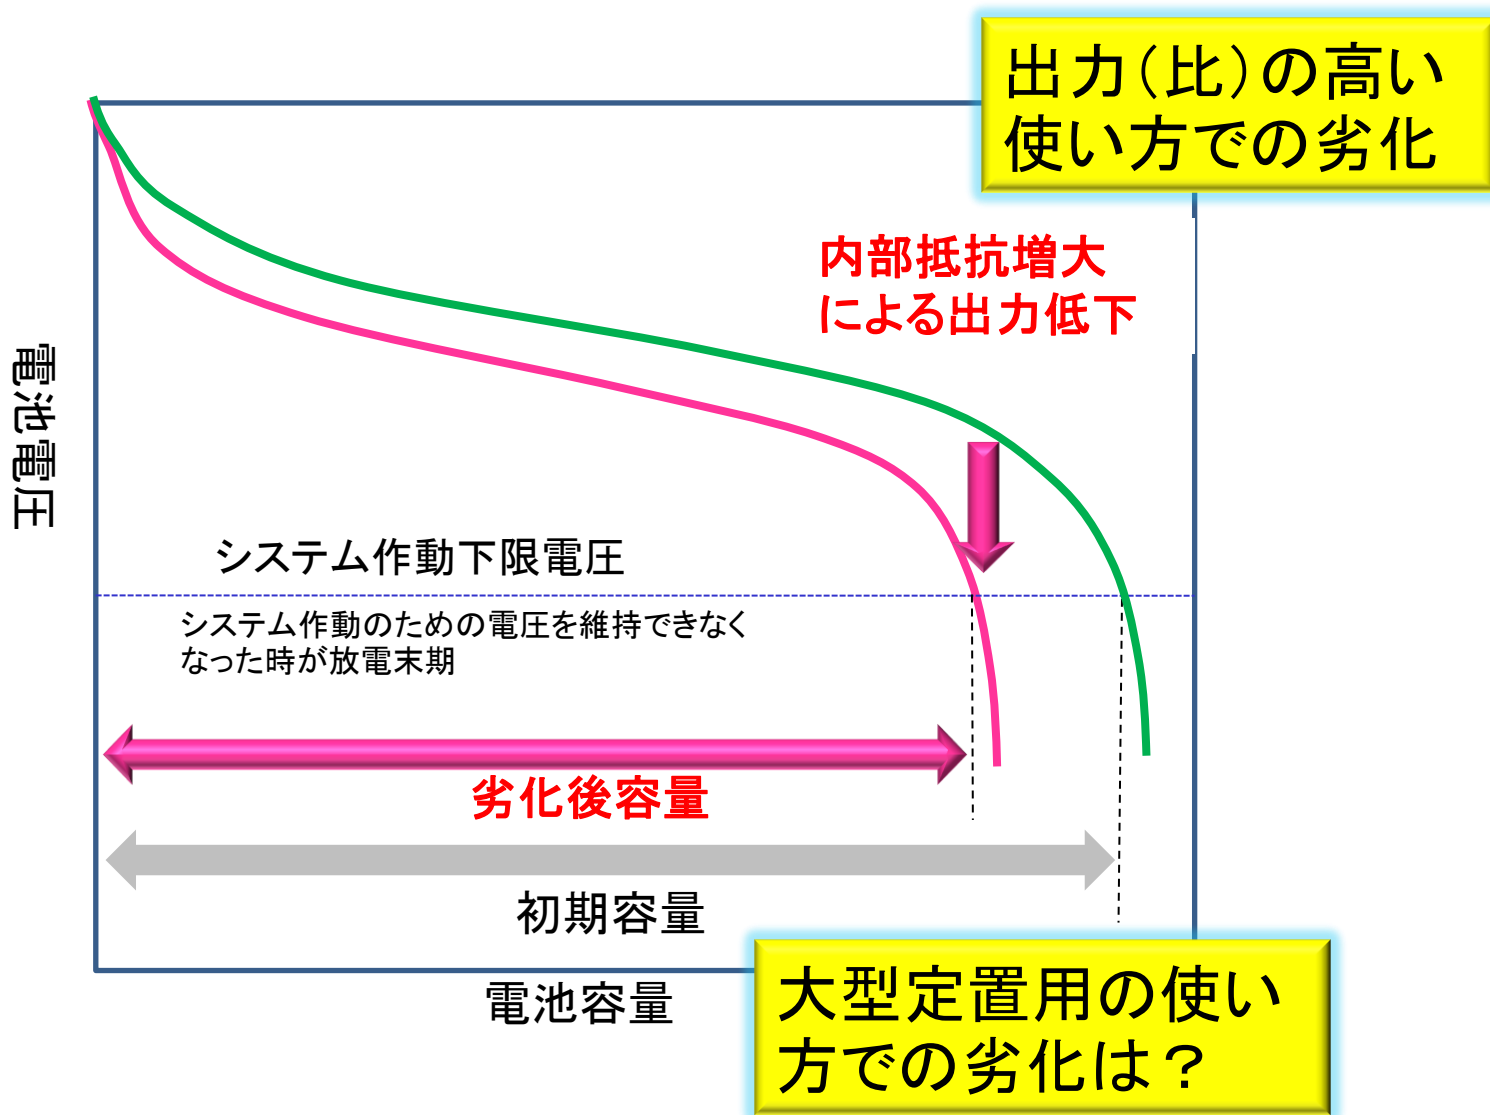 出力（比）の高い
使い方での劣化
内部抵抗増大
による出力低下
電池電圧
システム作動下限電圧
システム作動のための電圧を維持できなく
なった時が放電末期
劣化後容量
初期容量
電池容量
大型定置用の使い
方での劣化は？